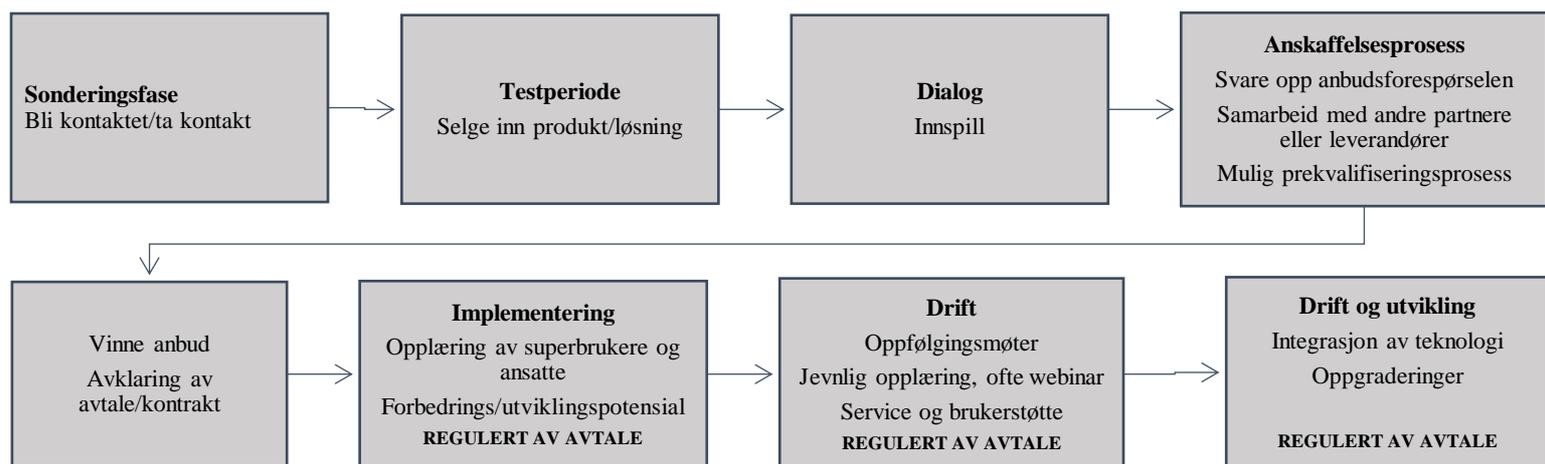 Sonderingsfase
Bli kontaktet/ta kontakt
Testperiode
Selge inn produkt/løsning
Dialog
Innspill
Anskaffelsesprosess
Svare opp anbudsforespørselen
Samarbeid med andre partnere
eller leverandører
Mulig prekvalifiseringsprosess
Vinne anbud
Avklaring av
avtale/kontrakt
Implementering
Opplæring av superbrukere og
ansatte
Forbedrings/utviklingspotensial
REGULERT AV AVTALE
Drift
Oppfølgingsmøter
Jevnlig opplæring, ofte webinar
Service og brukerstøtte
REGULERT AV AVTALE
Drift og utvikling
Integrasjon av teknologi
Oppgraderinger
REGULERT AV AVTALE